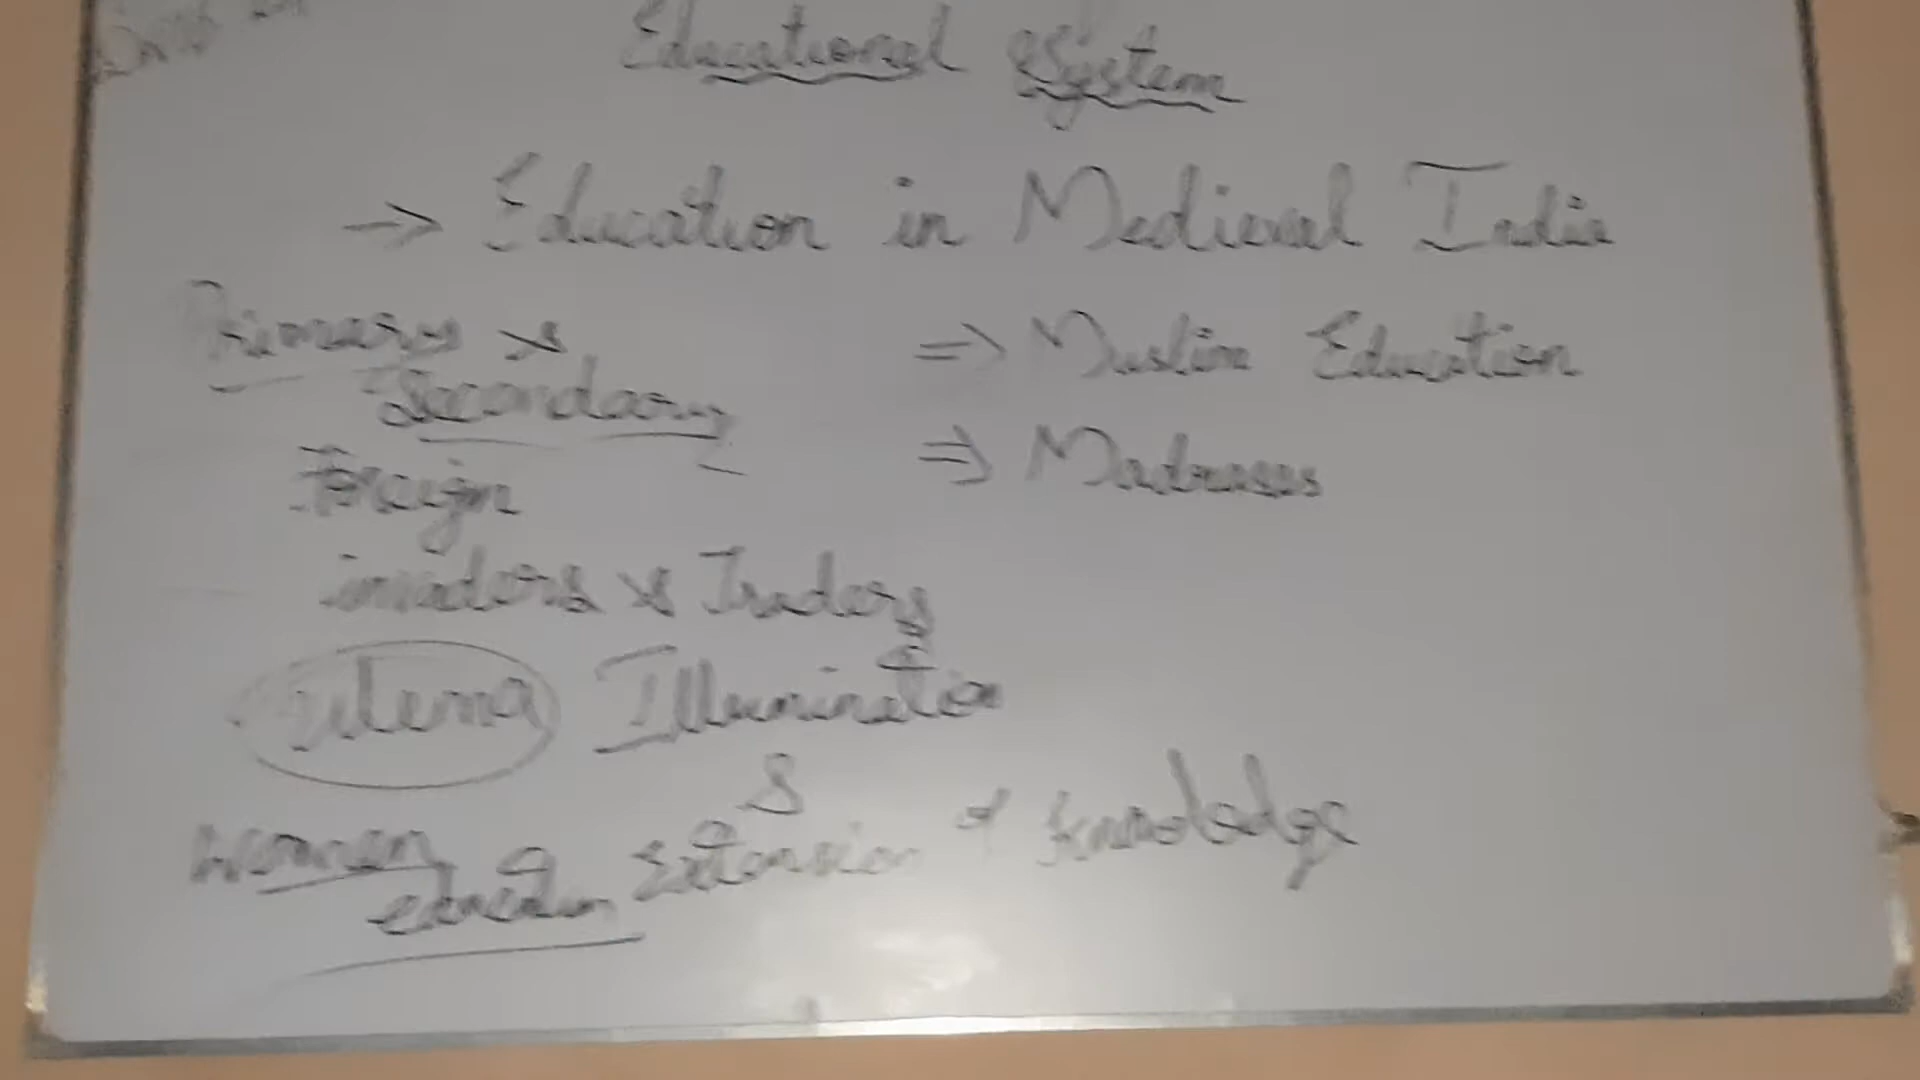 Educational System
→ Education in Medieval India
Primary &
Secondary
⇒ Muslim Education
⇒ Madrasas
Foreign
invaders & Traders
ulema Illumination
&
Extension of knowledge
Women
education